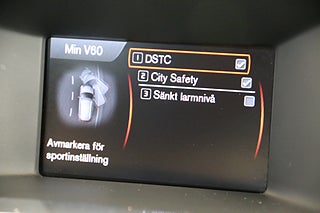 Min V60
1 DSTC
2 City Safety
3 Sänkt larmnivå
Avmarkera för
sportinställning